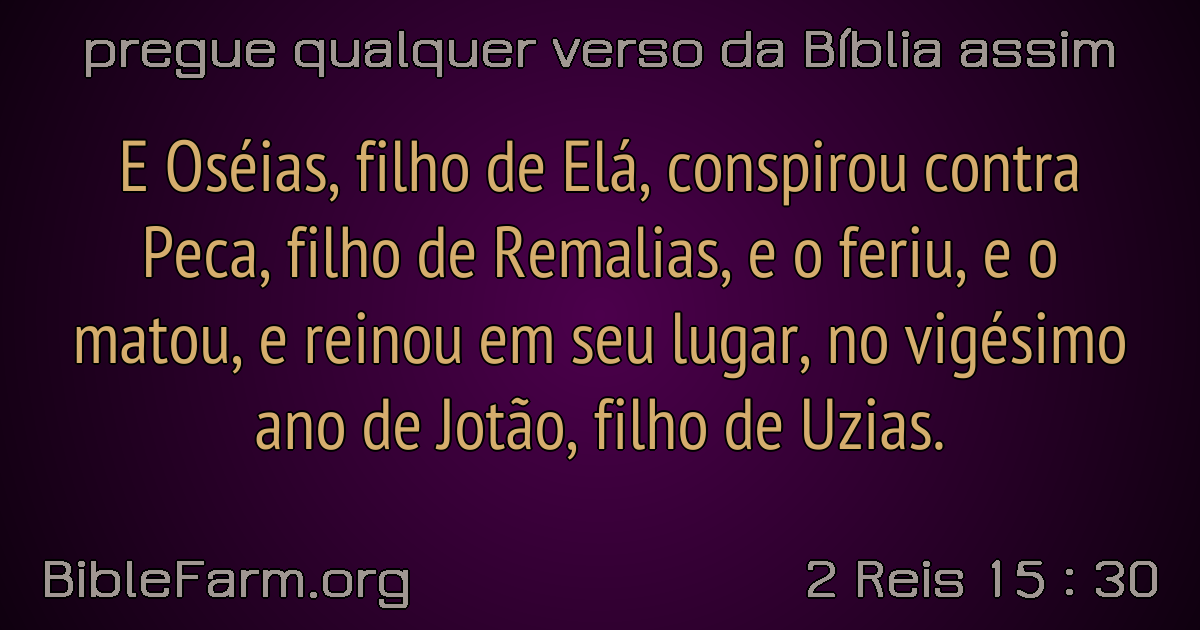 pregue qualquer verso da Bíblia assim
E Oséias, filho de Elá, conspirou contra
Peca, filho de Remalias, e o feriu, e o
matou, e reinou em seu lugar, no vigésimo
ano de Jotão, filho de Uzias.
BibleFarm.org
2 Reis 15 : 30